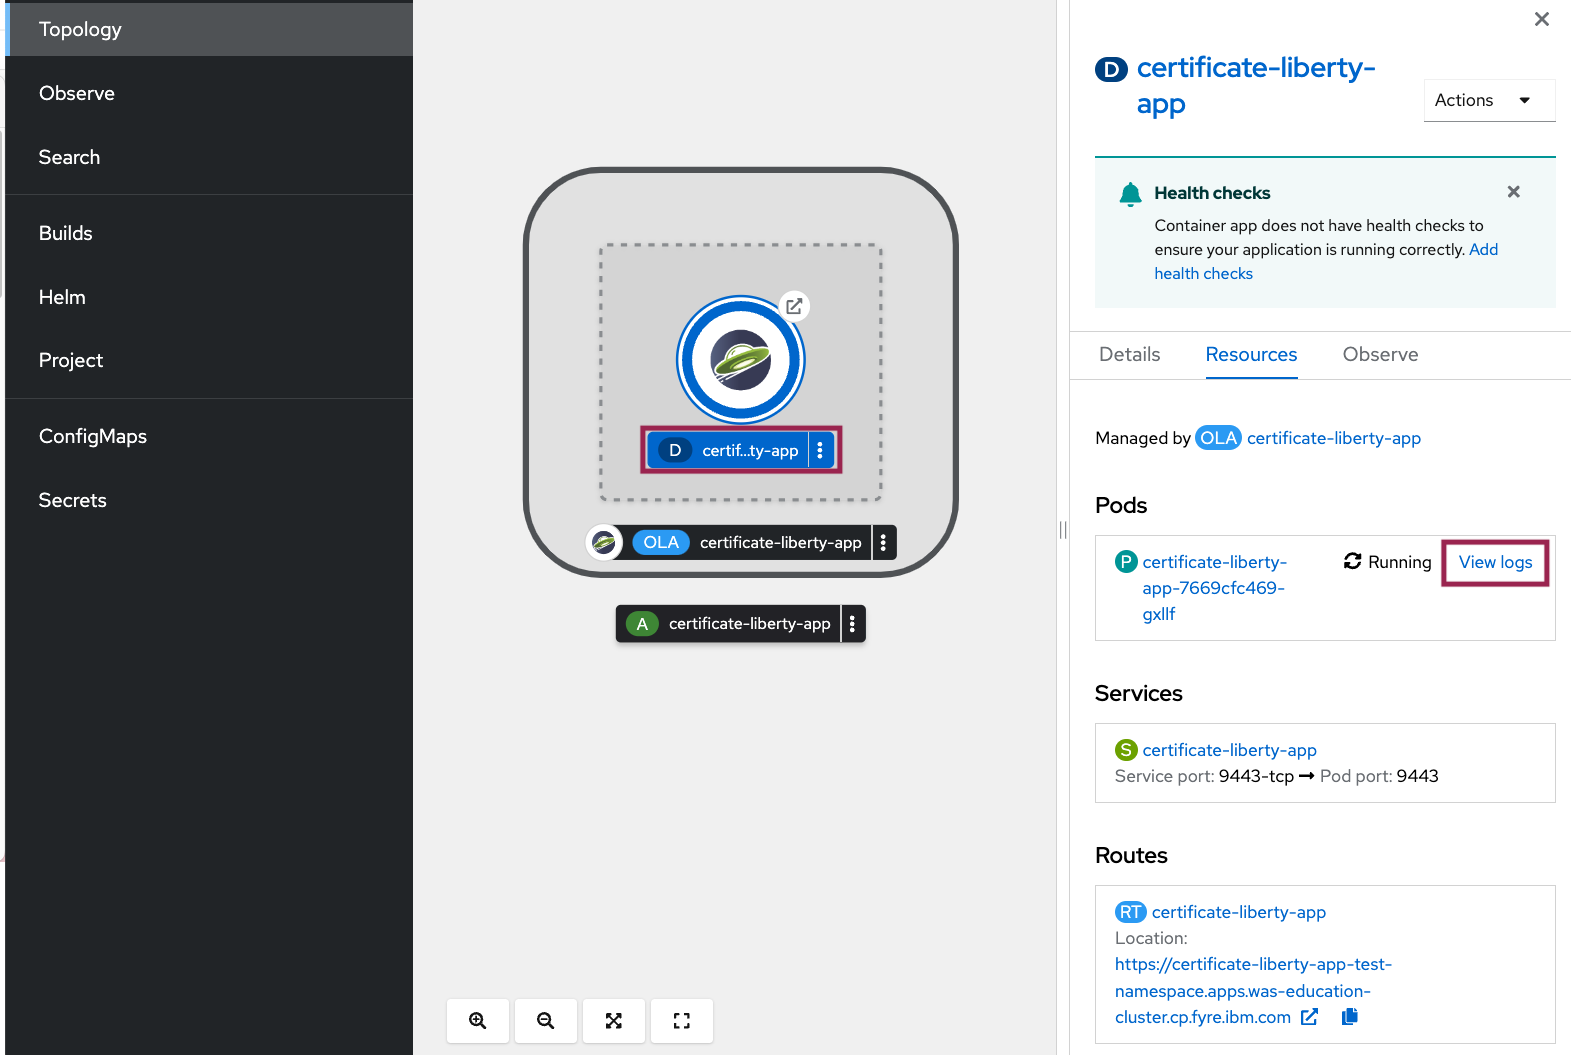 Topology
Observe
Search
Builds
Helm
Project
ConfigMaps
Secrets
D certif...ty-app
OLA certificate-liberty-app
A certificate-liberty-app
D certificate-liberty-
app
Actions
Health checks
Container app does not have health checks to
ensure your application is running correctly. Add
health checks
Details Resources Observe
Managed by OLA certificate-liberty-app
Pods
P certificate-liberty- Running View logs
app-7669cfc469-
gxllf
Services
S certificate-liberty-app
Service port: 9443-tcp → Pod port: 9443
Routes
RT certificate-liberty-app
Location:
https://certificate-liberty-app-test-
namespace.apps.was-education-
cluster.cp.fyre.ibm.com